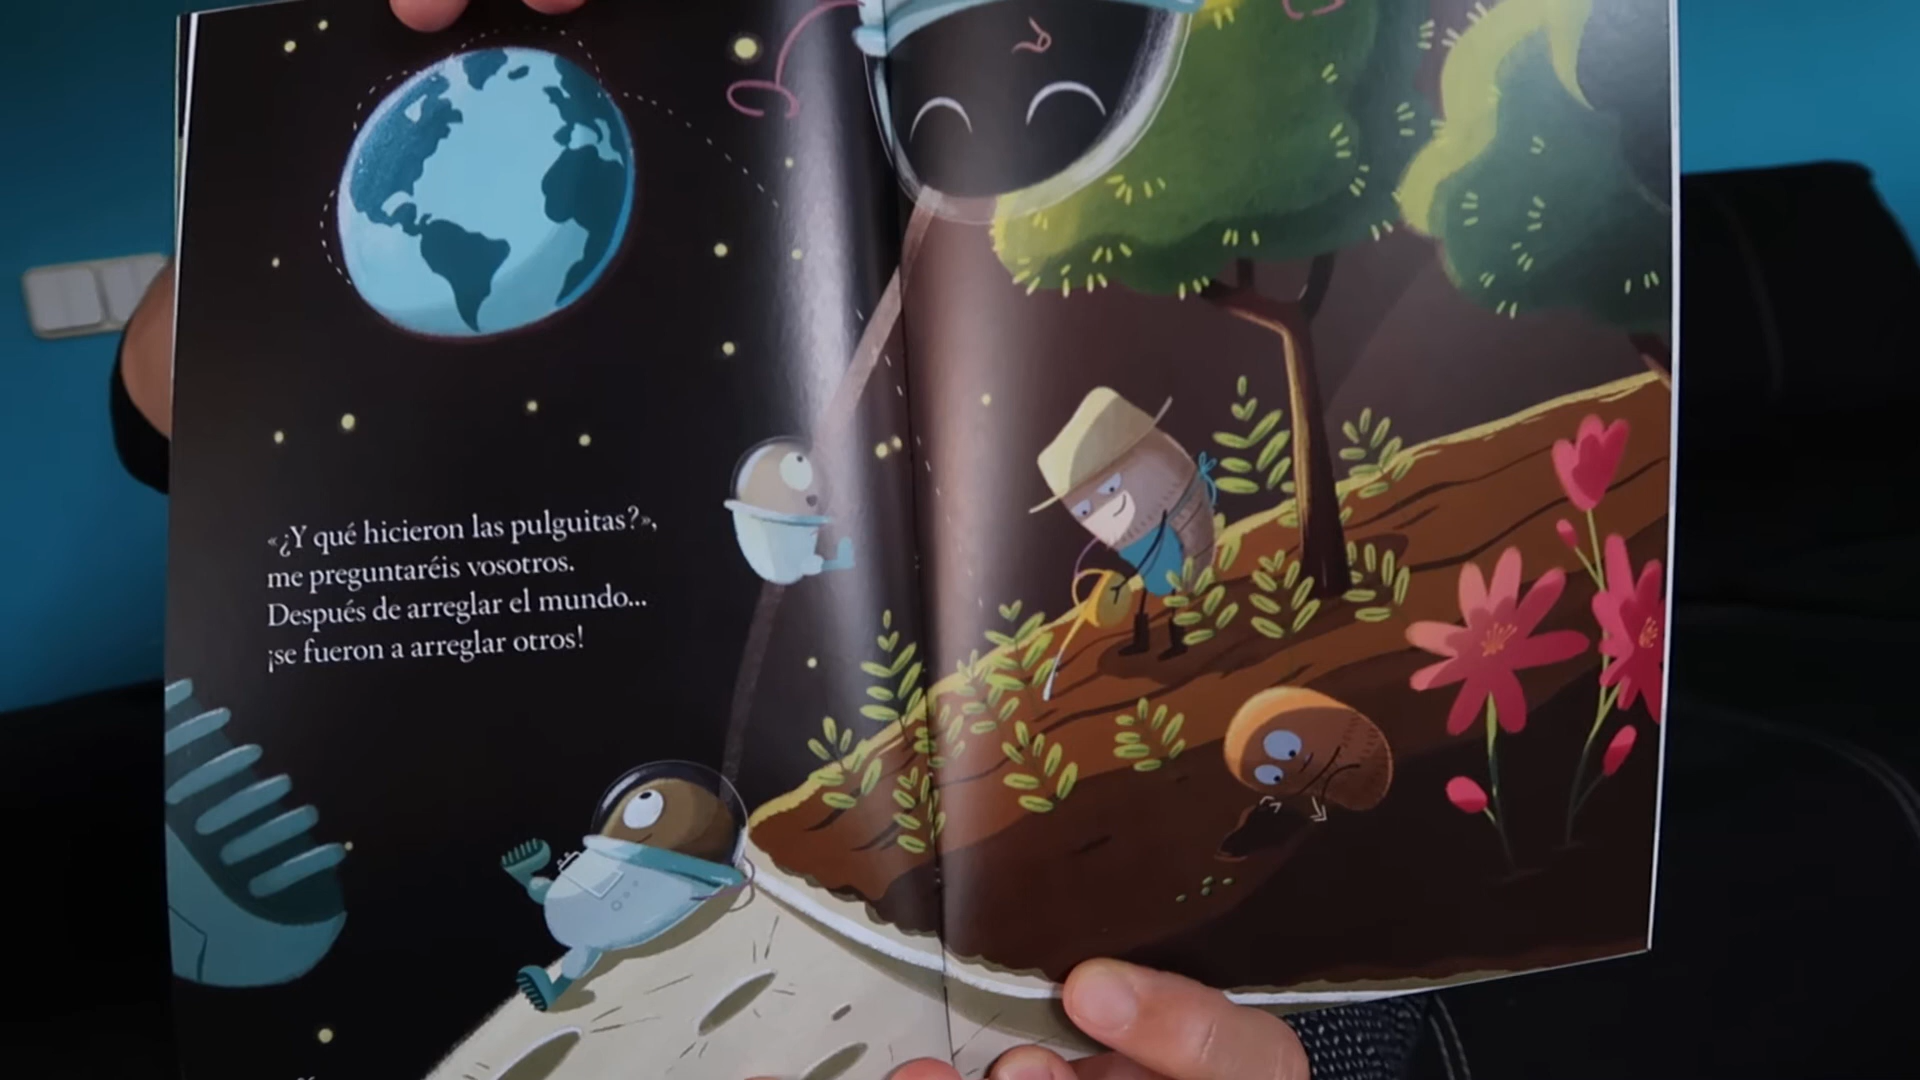 «¿Y qué hicieron las pulguitas?»,
me preguntaréis vosotros.
Después de arreglar el mundo...
¡se fueron a arreglar otros!